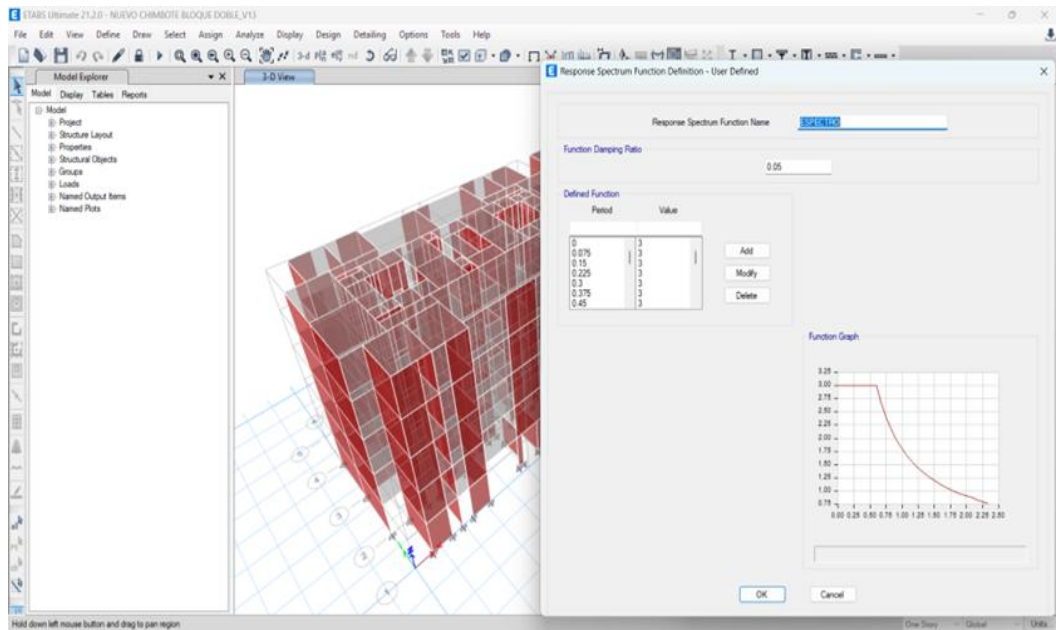 ETABS Ultimate 21.2.0 - NUEVO CHIMBOTE BLOQUE DOBLE_V13
File Edit View Define Draw Select Assign Analyze Display Design Detailing Options Tools Help
Model Explorer
3-D View
Model Display Tables Reports
Model
Project
Structure Layout
Properties
Structural Objects
Groups
Loads
Named Output Items
Named Plots
Response Spectrum Function Definition - User Defined
Response Spectrum Function Name
ESPECTRO
Function Damping Ratio
0.05
Defined Function
Period Value
0 3
0.075 3
0.15 3
0.225 3
0.3 3
0.375 3
0.45 3
Add
Modify
Delete
Function Graph
3.25
3.00
2.75
2.50
2.25
2.00
1.75
1.50
1.25
1.00
0.75
0.00 0.25 0.50 0.75 1.00 1.25 1.50 1.75 2.00 2.25 2.50
OK Cancel
Hold down left mouse button and drag to pan region
One Story Global Units...